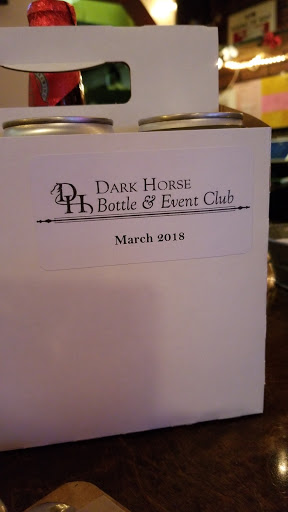 DH DARK HORSE
Bottle & Event Club
March 2018